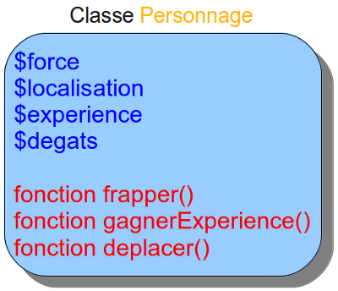 Classe Personnage
$force
$localisation
$experience
$degats
fonction frapper()
fonction gagnerExperience()
fonction deplacer()